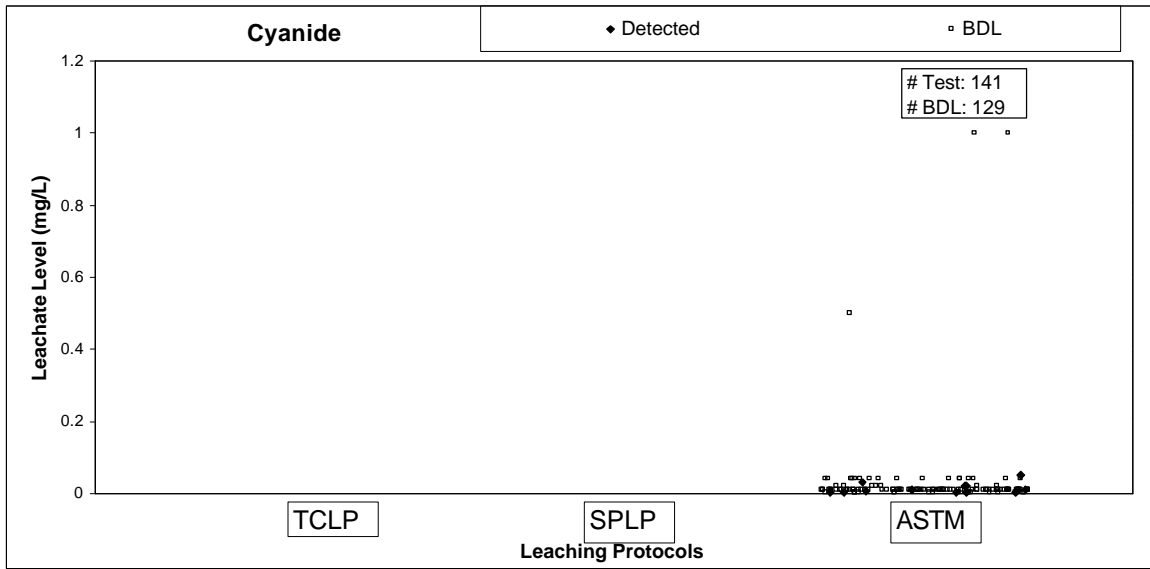 Cyanide
Detected
BDL
# Test: 141
# BDL: 129
1.2
1
0.8
0.6
0.4
0.2
0
Leachate Level (mg/L)
TCLP
SPLP
ASTM
Leaching Protocols